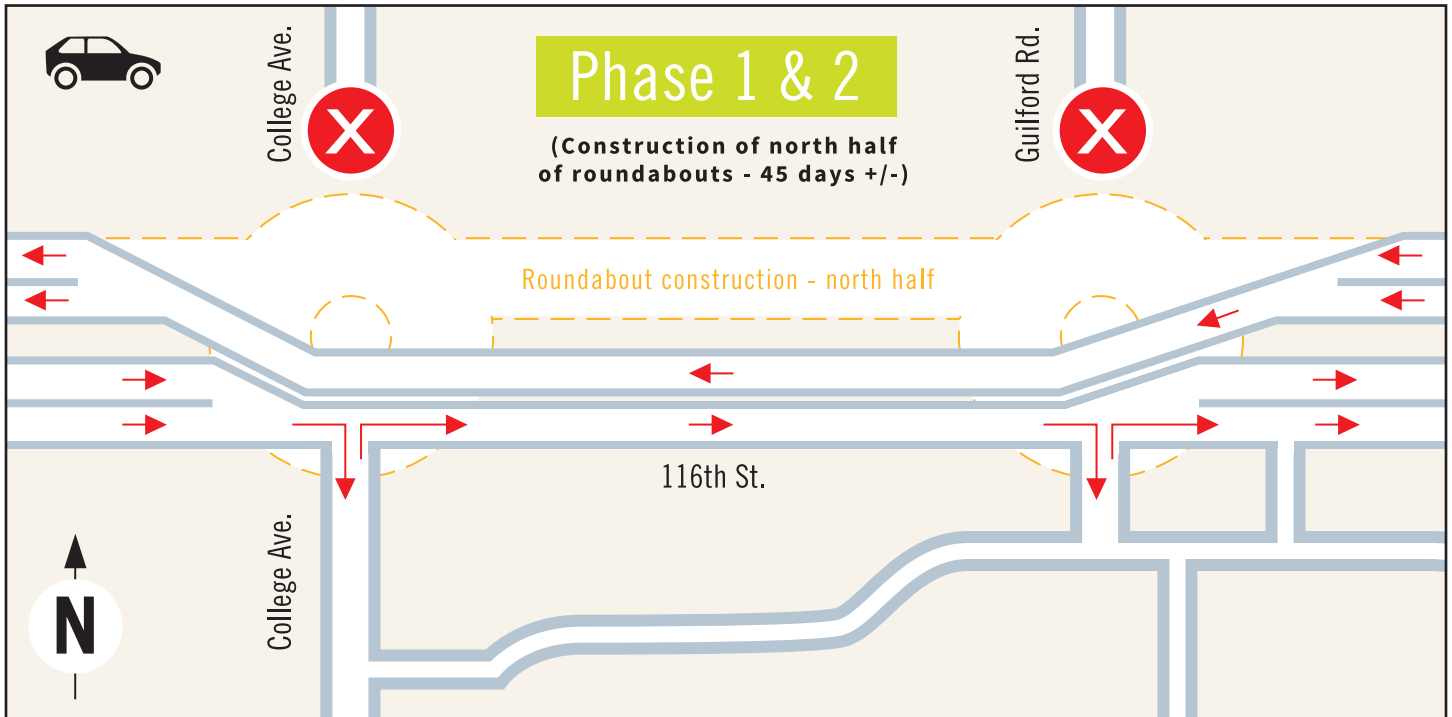 College Ave.
Phase 1 & 2
Guilford Rd.
X
X
(Construction of north half
of roundabouts - 45 days +/-)
Roundabout construction - north half
116th St.
College Ave.
N